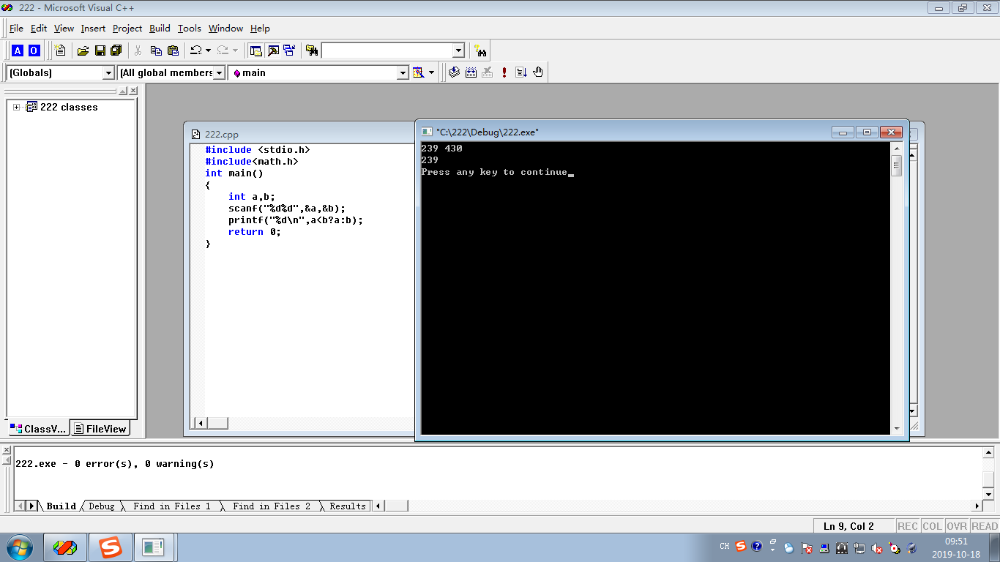 222 - Microsoft Visual C++
File Edit View Insert Project Build Tools Window Help
A O
(Globals) (All global members main
222 classes
222.cpp
#include <stdio.h>
#include<math.h>
int main()
{
int a,b;
scanf("%d%d",&a,&b);
printf("%d\n",a<b?a:b);
return 0;
}
"C:\222\Debug\222.exe"
239 430
239
Press any key to continue
ClassV... FileView
222.exe - 0 error(s), 0 warning(s)
Build Debug Find in Files 1 Find in Files 2 Results
Ln 9, Col 2 REC COL OVR READ
CH
09:51
2019-10-18